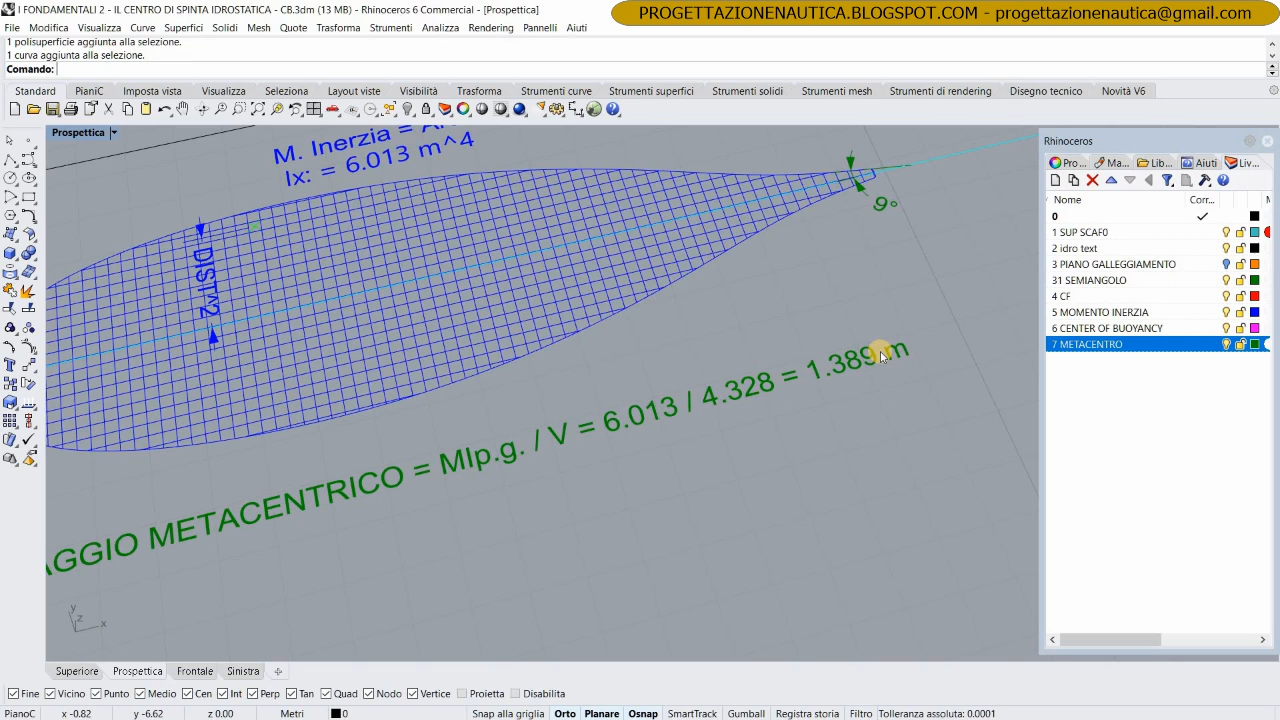 I FONDAMENTALI 2 - IL CENTRO DI SPINTA IDROSTATICA - CB.3dm (13 MB) - Rhinoceros 6 Commercial - [Prospettica]
PROGETTAZIONENAUTICA.BLOGSPOT.COM - progettazionenautica@gmail.com
File Modifica Visualizza Curve Superfici Solidi Mesh Quote Trasforma Strumenti Analizza Rendering Pannelli Aiuti
1 polisuperficie aggiunta alla selezione.
1 curva aggiunta alla selezione.
Comando:
Standard PianiC Imposta vista Visualizza Selezione Layout viste Visibilità Trasforma Strumenti curve Strumenti superfici Strumenti solidi Strumenti mesh Strumenti di rendering Disegno tecnico Novità V6
Prospettica
M. Inerzia =
Ix: = 6.013 m^4
DIST^2
9°
AGGIO METACENTRICO = MIp.g. / V = 6.013 / 4.328 = 1.389 m
y
z
x
Rhinoceros
Pro... Ma... Lib... Aiuti Liv...
Nome Corr... M
0
1 SUP SCAF0
2 idro text
3 PIANO GALLEGGIAMENTO
31 SEMIANGOLO
4 CF
5 MOMENTO INERZIA
6 CENTER OF BUOYANCY
7 METACENTRO
Superiore Prospettica Frontale Sinistra
Fine Vicino Punto Medio Cen Int Perp Tan Quad Nodo Vertice Proietta Disabilita
PianoC x -0.82 y -6.62 z 0.00 Metri 0 Snap alla griglia Orto Planare Osnap SmartTrack Gumball Registra storia Filtro Tolleranza assoluta: 0.0001